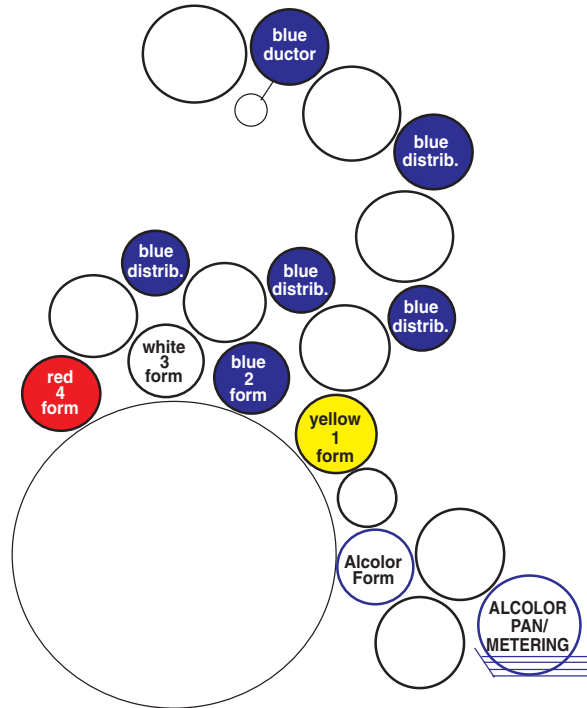 blue
ductor
blue
distrib.
blue
distrib.
blue
distrib.
blue
distrib.
white
3
form
blue
2
form
red
4
form
yellow
1
form
Alcolor
Form
ALCOLOR
PAN/
METERING